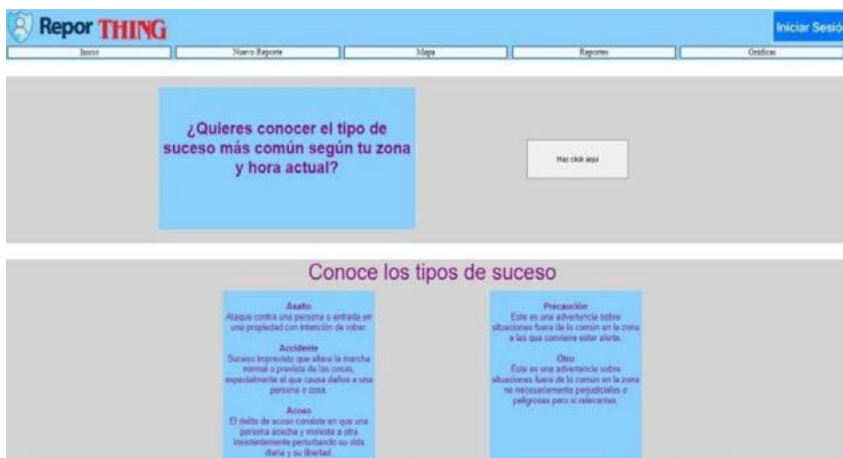 Repor THING
Iniciar Sesió
Inicio
Nuevo Reporte
Mapa
Reportes
Gráficas
¿Quieres conocer el tipo de
suceso más común según tu zona
y hora actual?
Haz click aqui
Conoce los tipos de suceso
Asalto
Ataque contra una persona o entrada en
una propiedad con intención de robar.
Accidente
Suceso imprevisto que altera la marcha
normal o prevista de las cosas,
especialmente el que causa daños a una
persona o cosa.
Acoso
El delito de acoso consiste en que una
persona acecha y molesta a otra
insistentemente perturbando su vida
diaria y su libertad.
Precaución
Esta es una advertencia sobre
situaciones fuera de lo común en la zona
a las que conviene estar alerta.
Otro
Esta es una advertencia sobre
situaciones fuera de lo común en la zona
no necesariamente perjudiciales o
peligrosas pero si relevantes.